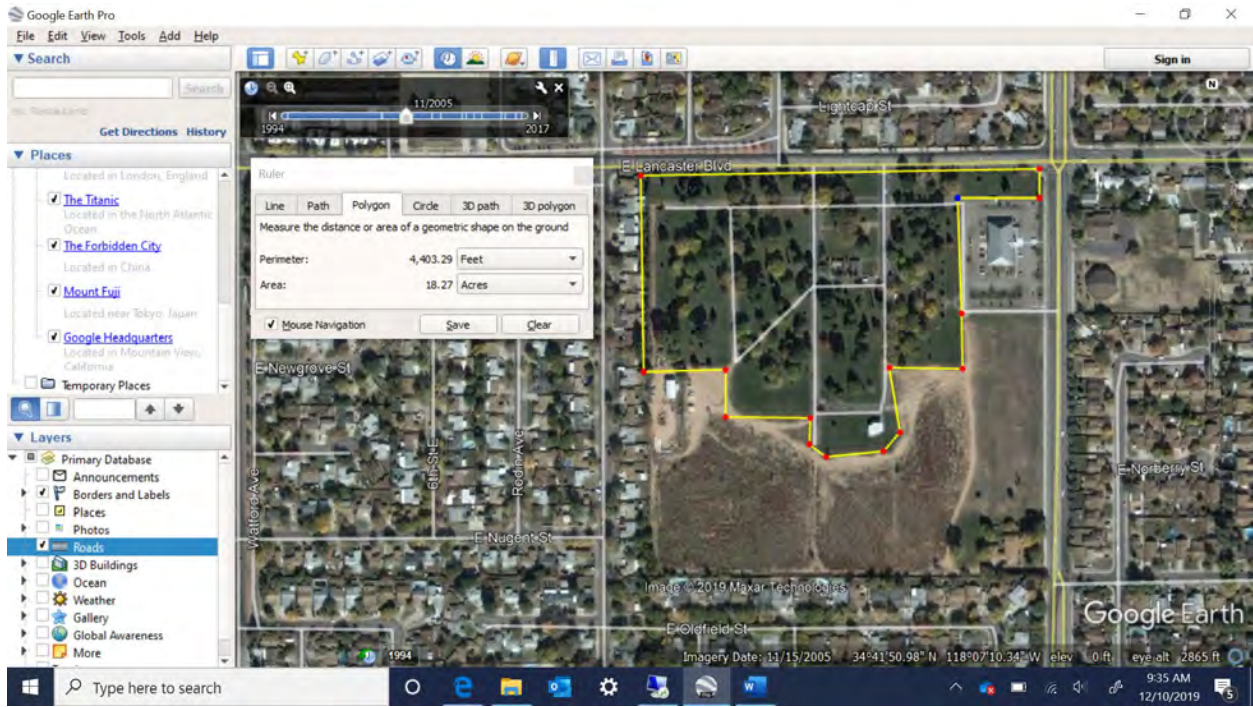 Google Earth Pro
File Edit View Tools Add Help
▼ Search
Search
Get Directions History
▼ Places
Located in London, England
The Titanic
Located in the North Atlantic
Ocean
The Forbidden City
Located in China
Mount Fuji
Located near Tokyo, Japan
Google Headquarters
Located in Mountain View,
California
Temporary Places
▼ Layers
Primary Database
Announcements
Borders and Labels
Places
Photos
Roads
3D Buildings
Ocean
Weather
Gallery
Global Awareness
More
Sign in
11/2005
1994 2017
Ruler
Line Path Polygon Circle 3D path 3D polygon
Measure the distance or area of a geometric shape on the ground
Perimeter: 4,403.29 Feet
Area: 18.27 Acres
Mouse Navigation Save Clear
N
Lightcap St
E Lancaster Blvd
E Newgrove St
Watford Ave
6th St E
Rodin Ave
E Nugent St
E Norberry St
E Oldfield St
Image © 2019 Maxar Technologies
Google Earth
1994
Imagery Date: 11/15/2005 34°41'50.98" N 118°07'10.34" W elev 0 ft eye alt 2865 ft
Type here to search
9:35 AM
12/10/2019
5